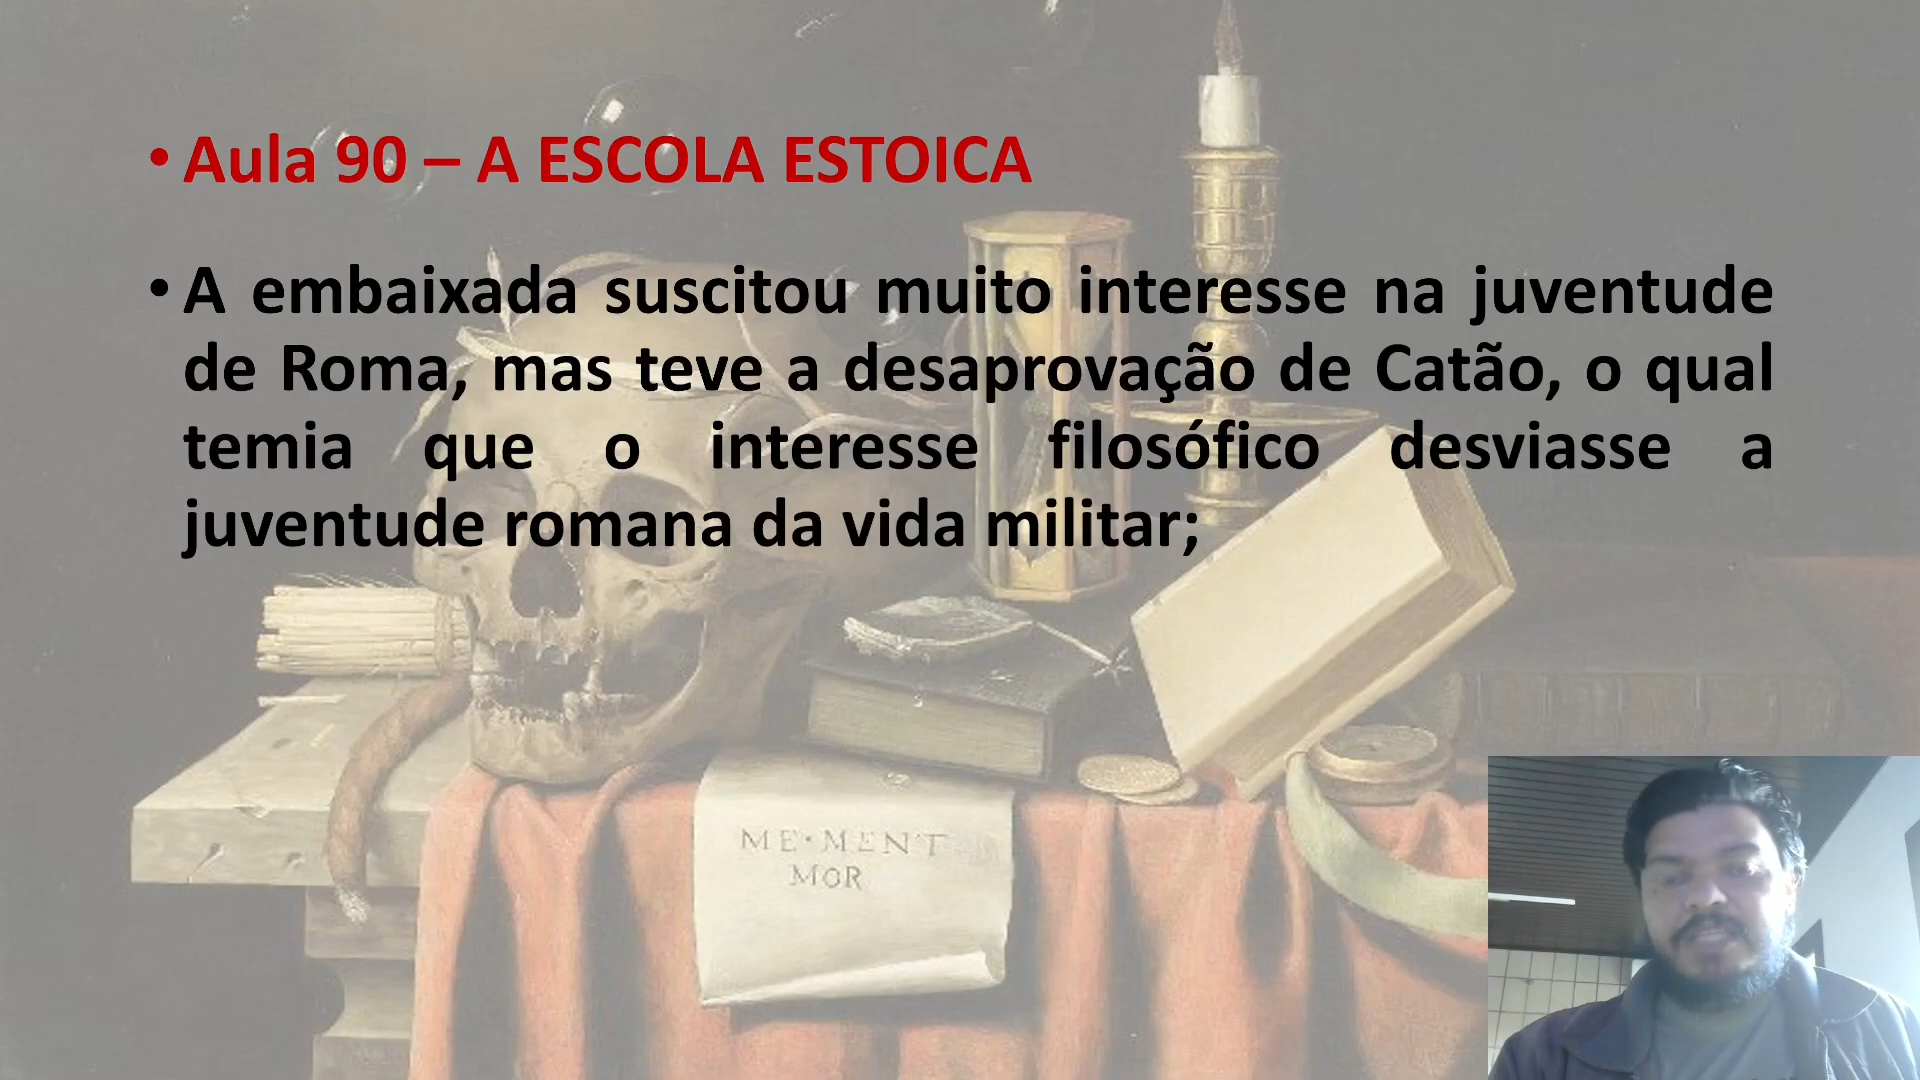 • Aula 90 – A ESCOLA ESTOICA
• A embaixada suscitou muito interesse na juventude
de Roma, mas teve a desaprovação de Catão, o qual
temia que o interesse filosófico desviasse a
juventude romana da vida militar;
ME·MENT
MOR